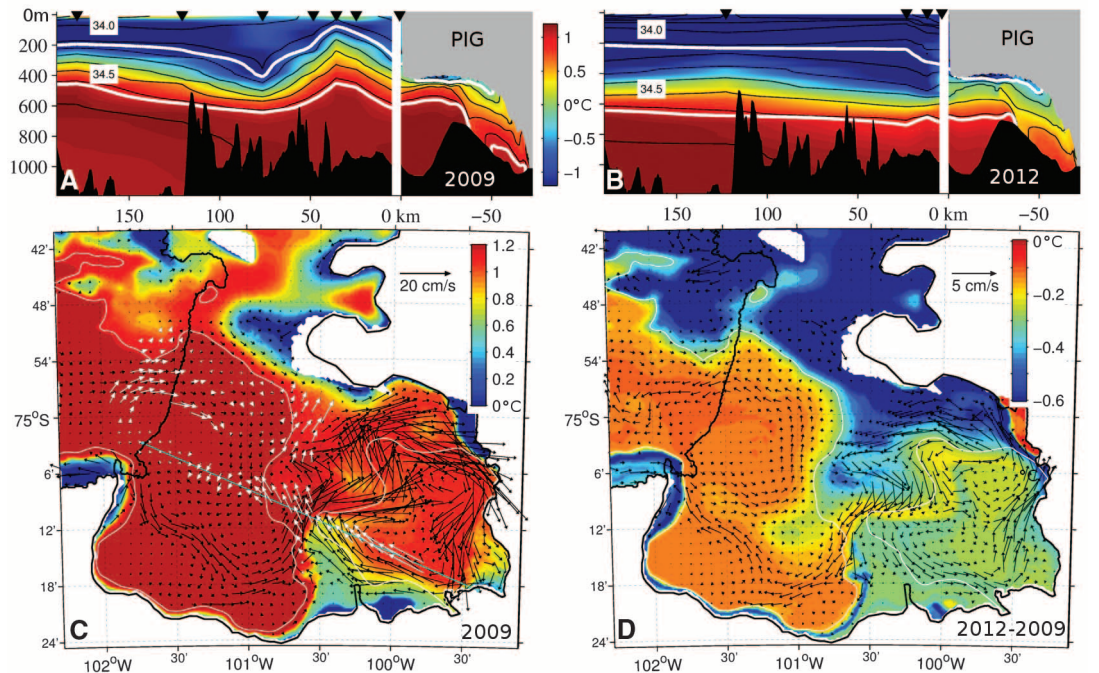 0m
200
400
600
800
1000
34.0
34.5
PIG
A
2009
1
0.5
0°C
−0.5
−1
34.0
34.5
PIG
B
2012
150 100 50 0 km −50
150 100 50 0 km −50
42'
48'
54'
75°S
6'
12'
18'
24'
1.2
1
0.8
0.6
0.4
0.2
0°C
20 cm/s
C
2009
102°W 30' 101°W 30' 100°W 30'
42'
48'
54'
75°S
6'
12'
18'
24'
0°C
−0.2
−0.4
−0.6
5 cm/s
D
2012-2009
102°W 30' 101°W 30' 100°W 30'